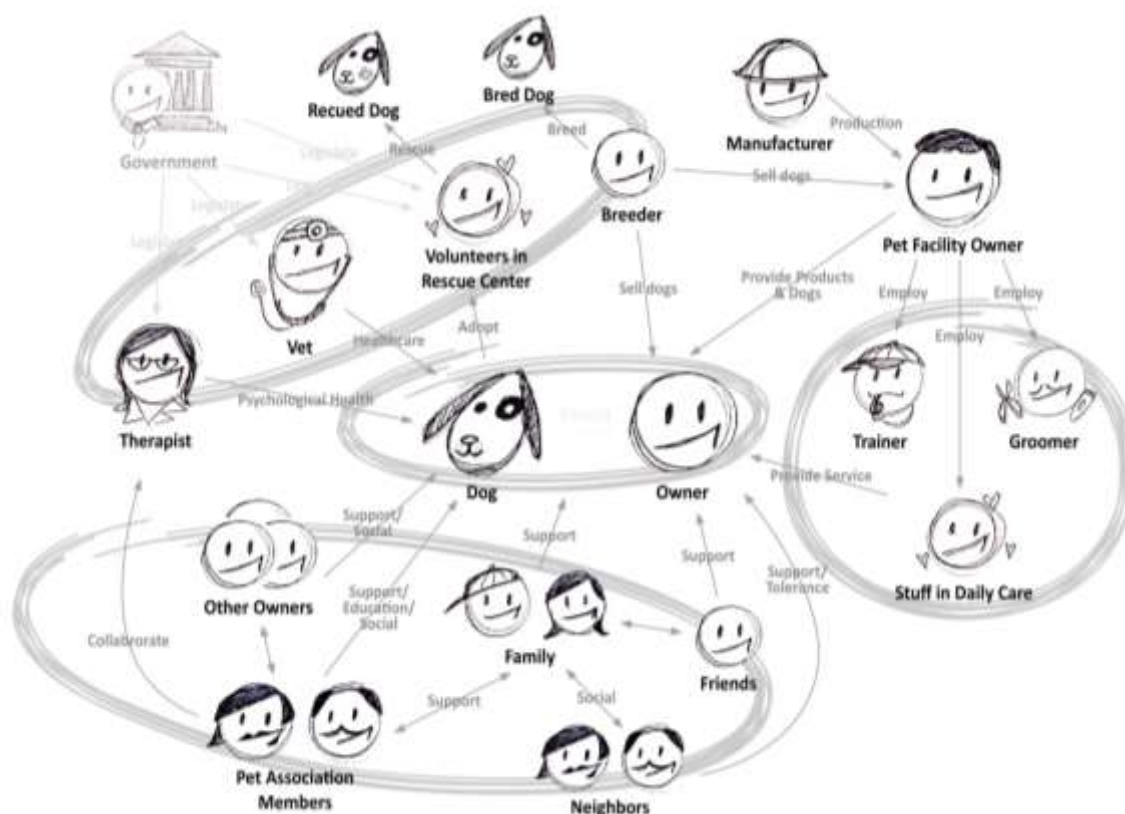 Recued Dog
Bred Dog
Manufacturer
Government
Legislate
Rescue
Breed
Production
Legislate
Legislate
Sell dogs
Breeder
Pet Facility Owner
Volunteers in
Rescue Center
Vet
Sell dogs
Provide Products
& Dogs
Employ
Employ
Employ
Adopt
Healthcare
Therapist
Psychological Health
Dog
Owner
Trainer
Groomer
Provide Service
Support/
Social
Support
Support
Support/
Tolerance
Stuff in Daily Care
Other Owners
Support/
Education/
Social
Collabrorate
Family
Friends
Support
Social
Pet Association
Members
Neighbors